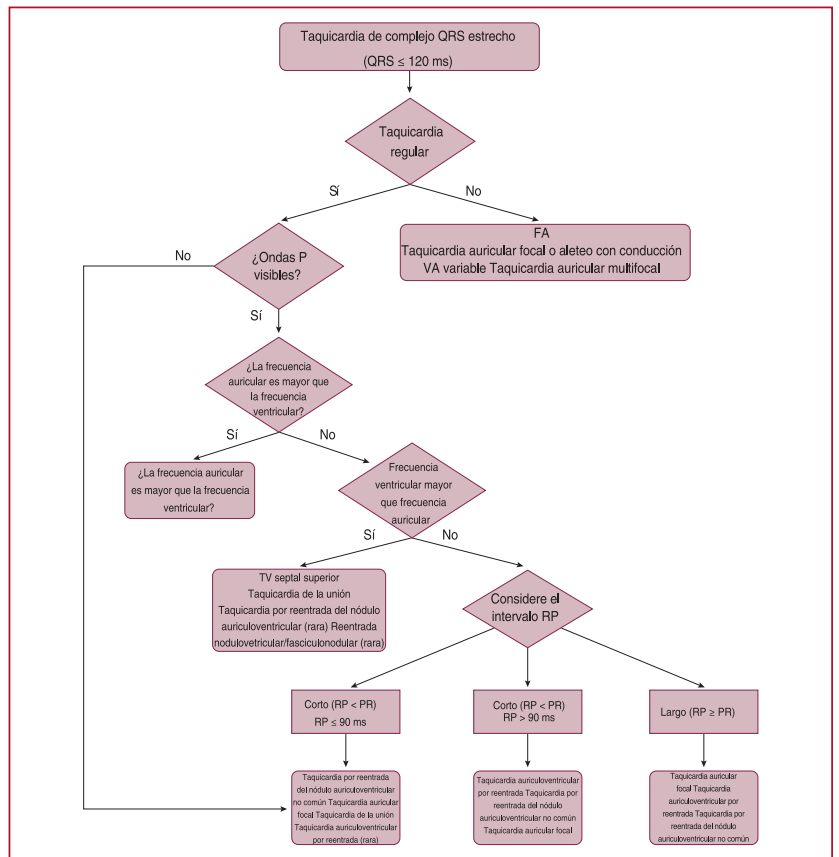 Taquicardia de complejo QRS estrecho
(QRS ≤ 120 ms)
Taquicardia
regular
Sí
No
FA
Taquicardia auricular focal o aleteo con conducción
VA variable Taquicardia auricular multifocal
No
¿Ondas P
visibles?
Sí
¿La frecuencia
auricular es mayor que
la frecuencia
ventricular?
Sí
No
¿La frecuencia auricular
es mayor que la frecuencia
ventricular?
Frecuencia
ventricular mayor
que frecuencia
auricular
Sí
No
TV septal superior
Taquicardia de la unión
Taquicardia por reentrada del nódulo
auriculoventricular (rara) Reentrada
nodulovetricular/fasciculonodular (rara)
Considere el
intervalo RP
Corto (RP < PR)
RP ≤ 90 ms
Corto (RP < PR)
RP > 90 ms
Largo (RP ≥ PR)
Taquicardia por reentrada
del nódulo auriculoventricular
no común Taquicardia auricular
focal Taquicardia de la unión
Taquicardia auriculoventricular
por reentrada (rara)
Taquicardia auriculoventricular
por reentrada Taquicardia por
reentrada del nódulo
auriculoventricular no común
Taquicardia auricular focal
Taquicardia auricular
focal Taquicardia
auriculoventricular por
reentrada Taquicardia por
reentrada del nódulo
auriculoventricular no común